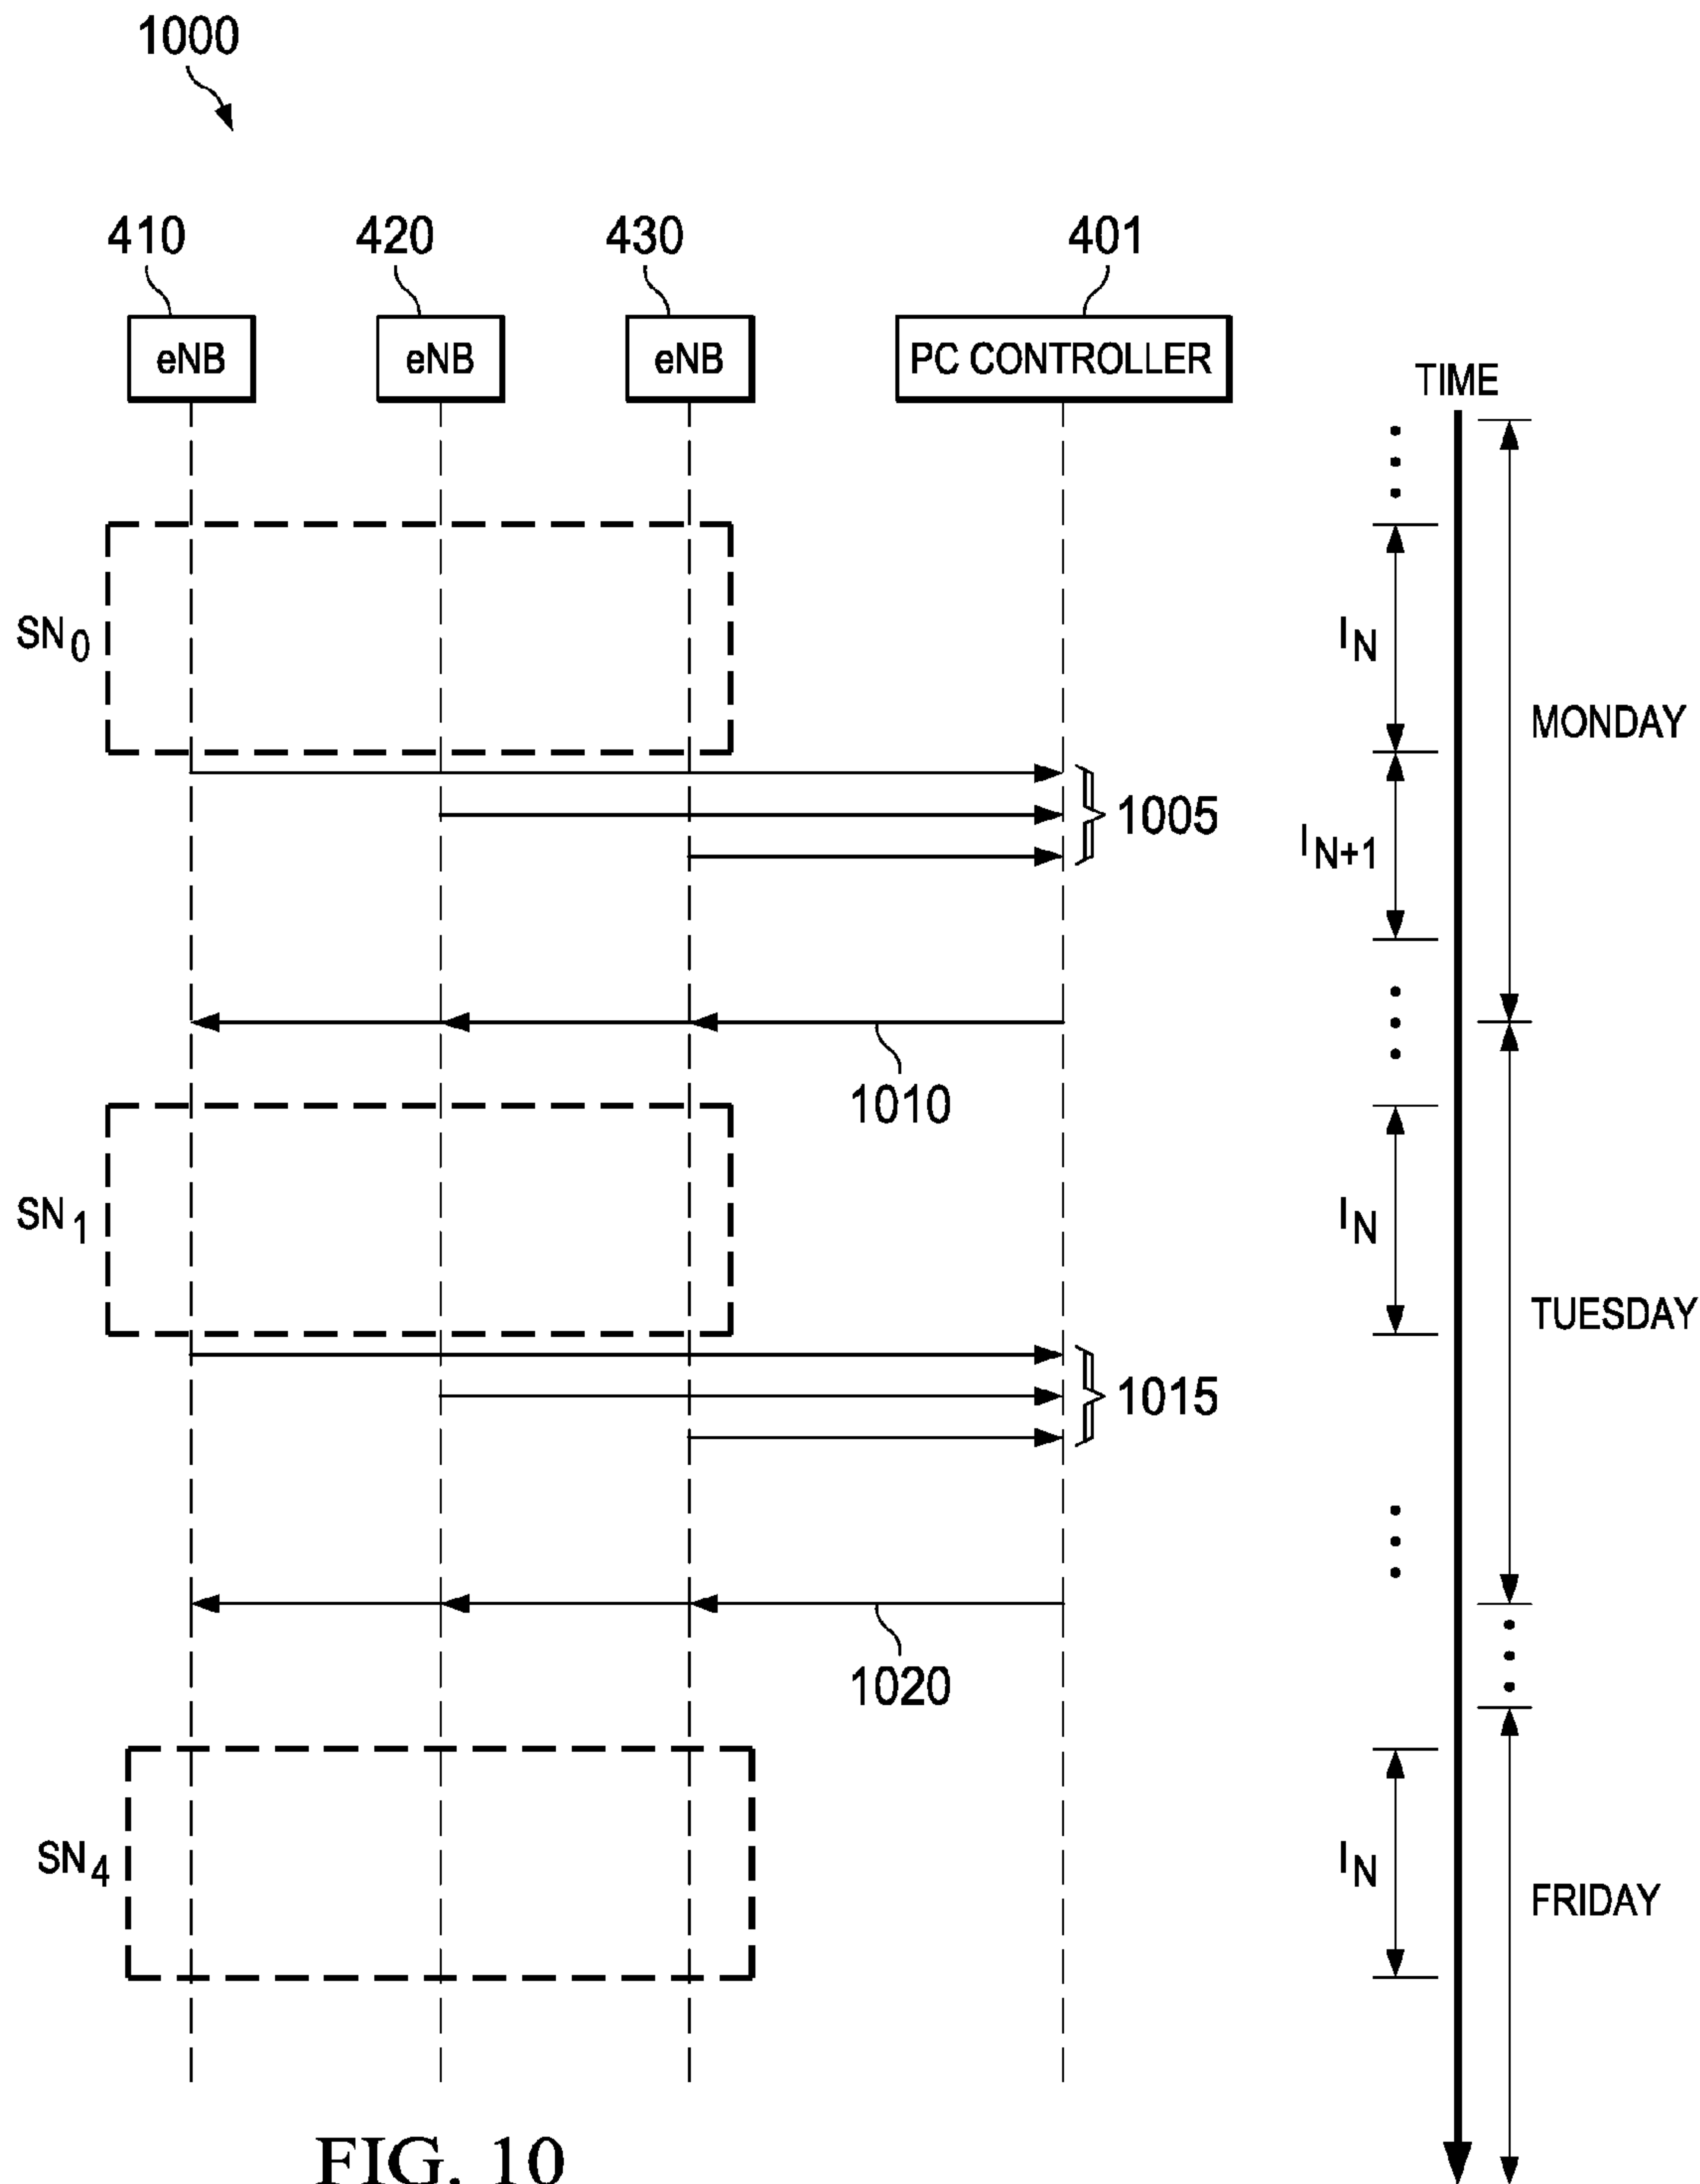 1000
410 420 430 401
eNB eNB eNB PC CONTROLLER
TIME
SN0 IN
MONDAY
1005 IN+1
1010
SN1 IN
TUESDAY
1015
1020
SN4 IN
FRIDAY
FIG. 10